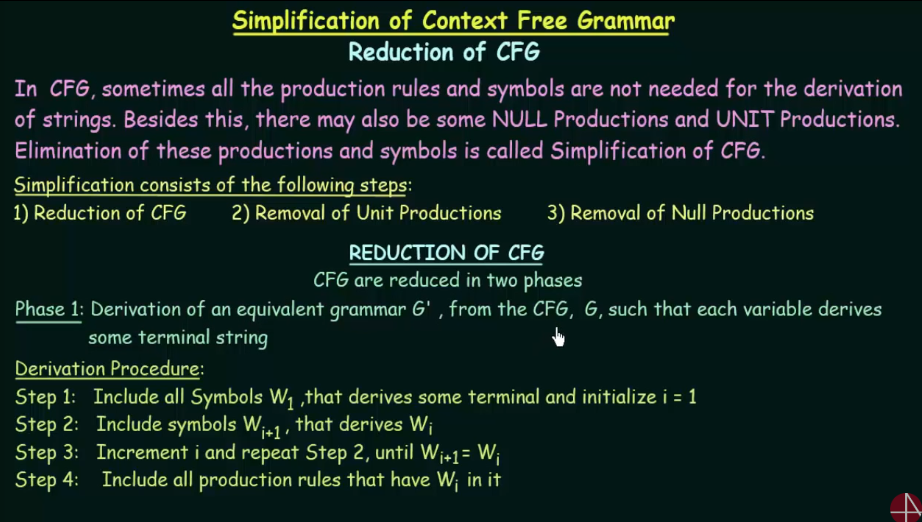 Simplification of Context Free Grammar
Reduction of CFG
In CFG, sometimes all the production rules and symbols are not needed for the derivation
of strings. Besides this, there may also be some NULL Productions and UNIT Productions.
Elimination of these productions and symbols is called Simplification of CFG.
Simplification consists of the following steps:
1) Reduction of CFG 2) Removal of Unit Productions 3) Removal of Null Productions
REDUCTION OF CFG
CFG are reduced in two phases
Phase 1: Derivation of an equivalent grammar G' , from the CFG, G, such that each variable derives
some terminal string
Derivation Procedure:
Step 1: Include all Symbols W₁ ,that derives some terminal and initialize i = 1
Step 2: Include symbols Wᵢ₊₁ , that derives Wᵢ
Step 3: Increment i and repeat Step 2, until Wᵢ₊₁= Wᵢ
Step 4: Include all production rules that have Wᵢ in it